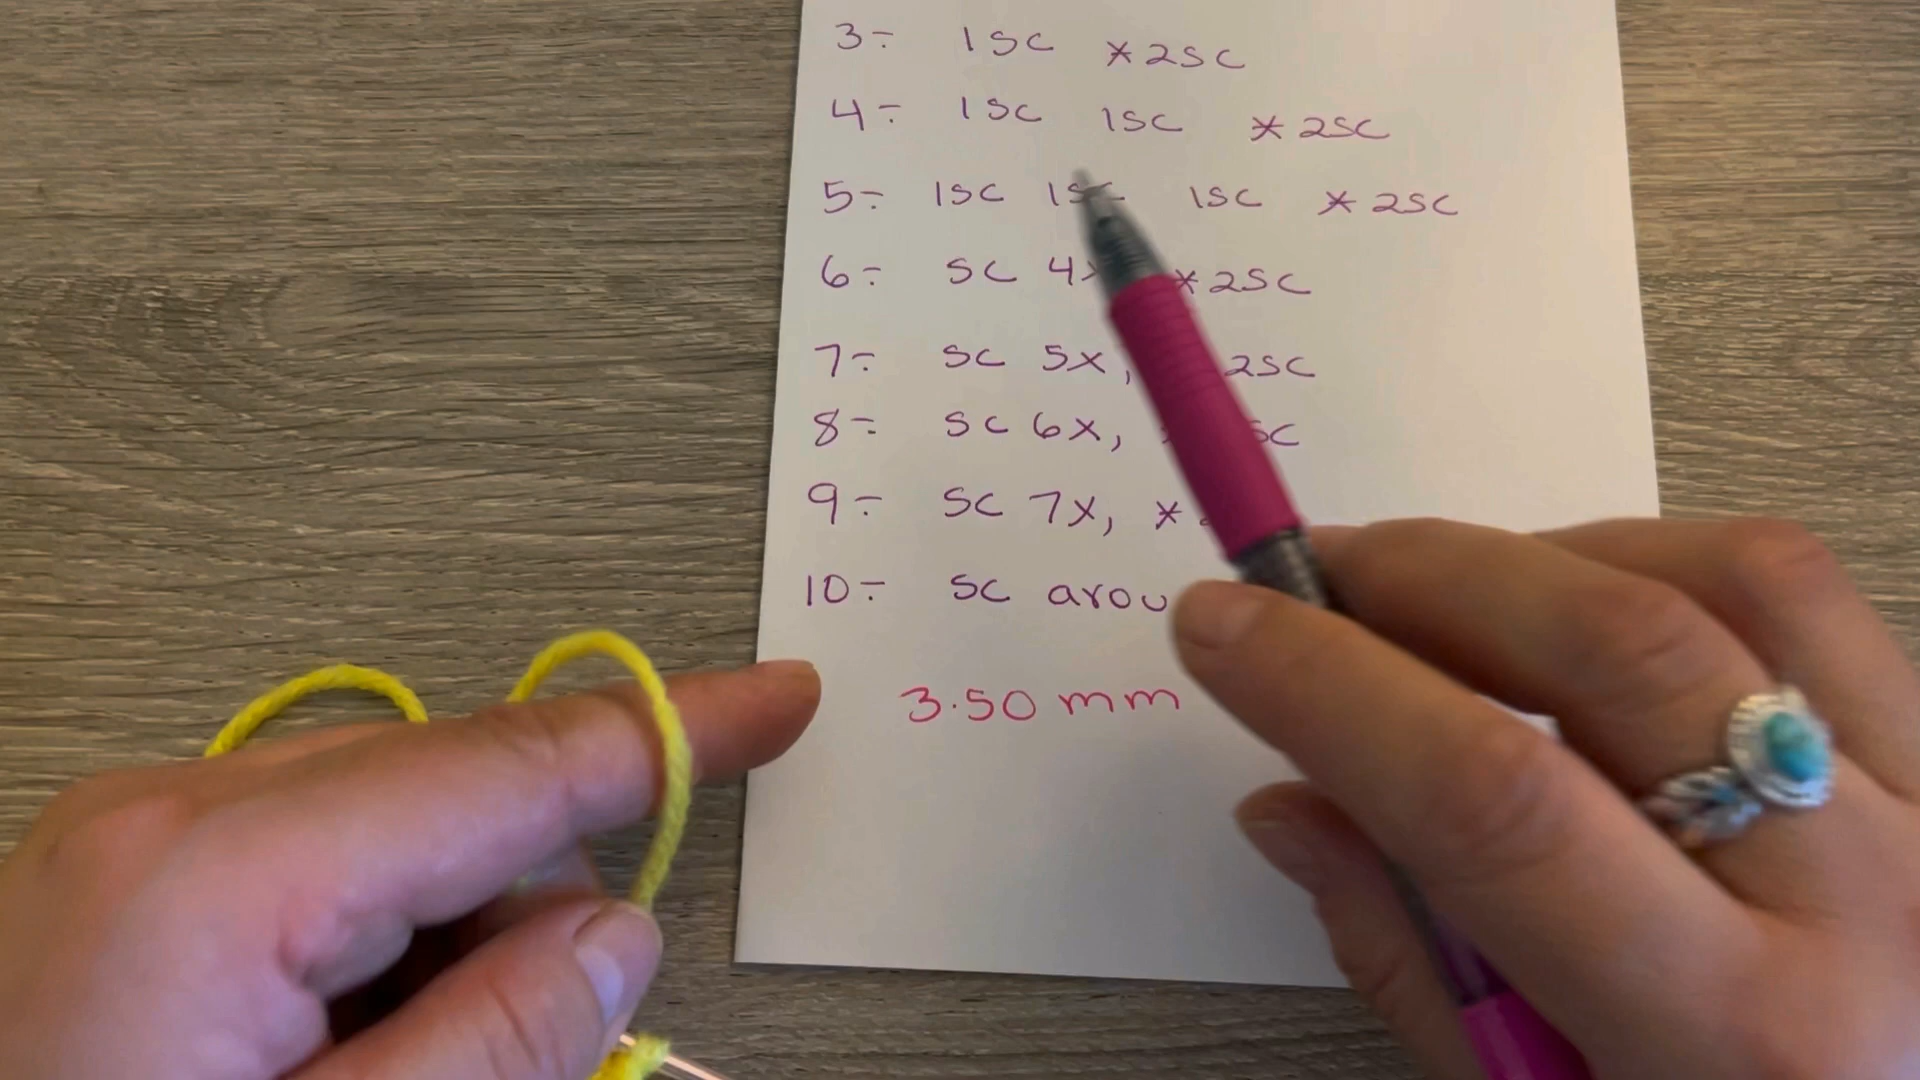 3÷ 1SC *2SC
4÷ 1SC 1SC *2SC
5÷ 1SC 1SC 1SC *2SC
6÷ SC 4x *2SC
7÷ SC 5x, 2SC
8÷ SC 6x, SC
9÷ SC 7x, *
10÷ SC
3.50 mm